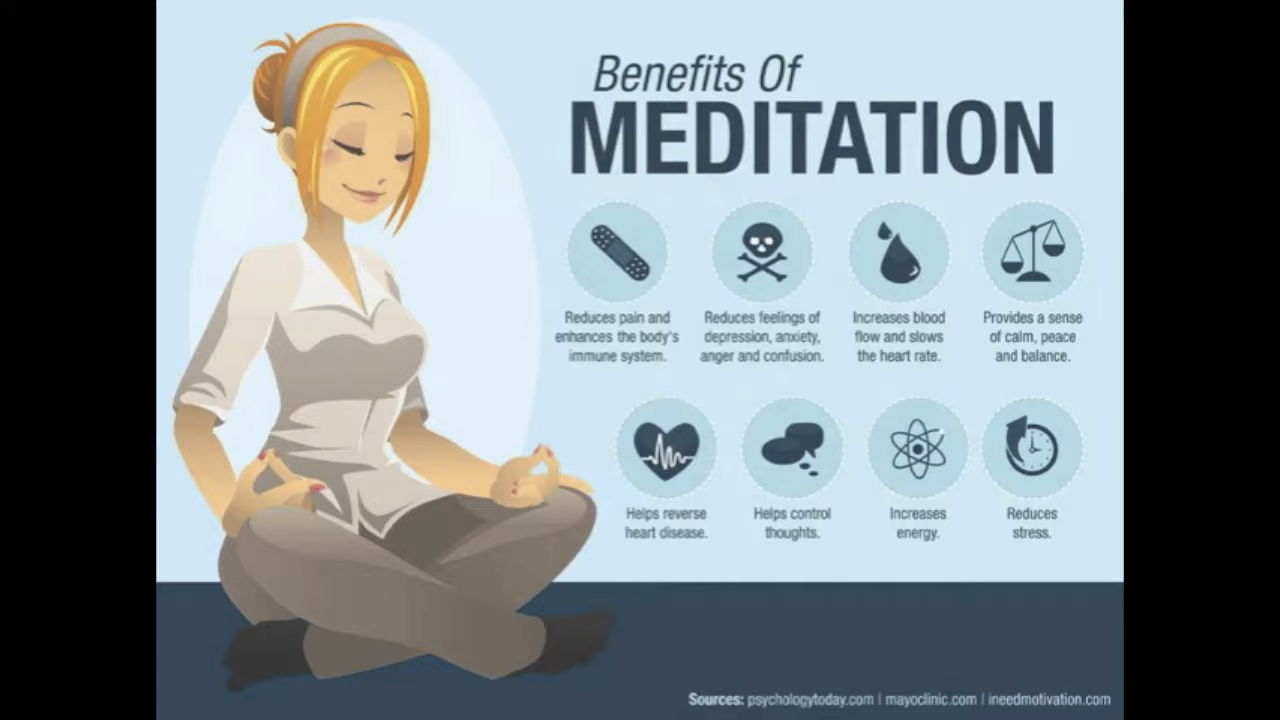 Benefits Of
MEDITATION
Reduces pain and
enhances the body's
immune system.
Reduces feelings of
depression, anxiety,
anger and confusion.
Increases blood
flow and slows
the heart rate.
Provides a sense
of calm, peace
and balance.
Helps reverse
heart disease.
Helps control
thoughts.
Increases
energy.
Reduces
stress.
Sources: psychologytoday.com | mayoclinic.com | ineedmotivation.com